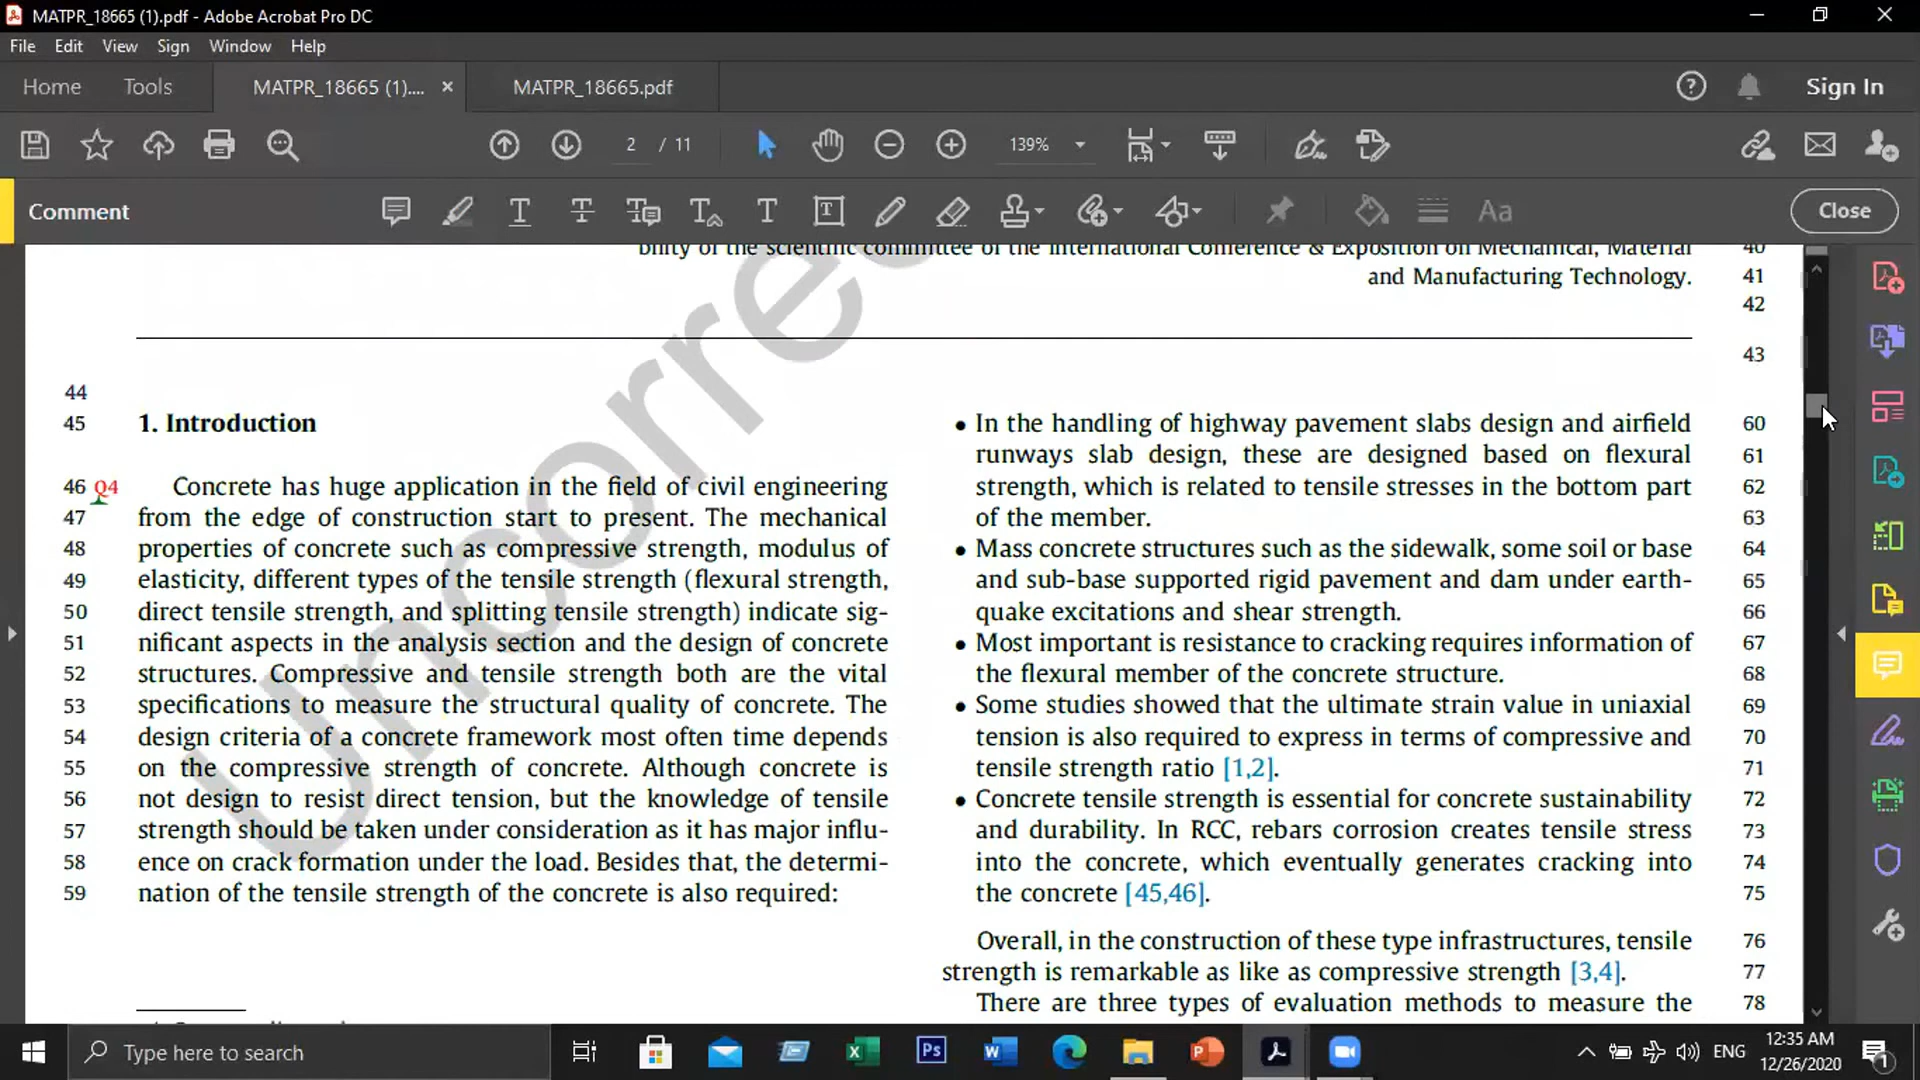 MATPR_18665 (1).pdf - Adobe Acrobat Pro DC
File Edit View Sign Window Help
Home Tools MATPR_18665 (1).... × MATPR_18665.pdf Sign In
2 / 11 139%
Comment Close
bility of the scientific committee of the International Conference & Exposition on Mechanical, Material 40
and Manufacturing Technology. 41
42
43
44
45 1. Introduction
46 Q4 Concrete has huge application in the field of civil engineering
47 from the edge of construction start to present. The mechanical
48 properties of concrete such as compressive strength, modulus of
49 elasticity, different types of the tensile strength (flexural strength,
50 direct tensile strength, and splitting tensile strength) indicate sig-
51 nificant aspects in the analysis section and the design of concrete
52 structures. Compressive and tensile strength both are the vital
53 specifications to measure the structural quality of concrete. The
54 design criteria of a concrete framework most often time depends
55 on the compressive strength of concrete. Although concrete is
56 not design to resist direct tension, but the knowledge of tensile
57 strength should be taken under consideration as it has major influ-
58 ence on crack formation under the load. Besides that, the determi-
59 nation of the tensile strength of the concrete is also required:
• In the handling of highway pavement slabs design and airfield 60
runways slab design, these are designed based on flexural 61
strength, which is related to tensile stresses in the bottom part 62
of the member. 63
• Mass concrete structures such as the sidewalk, some soil or base 64
and sub-base supported rigid pavement and dam under earth- 65
quake excitations and shear strength. 66
• Most important is resistance to cracking requires information of 67
the flexural member of the concrete structure. 68
• Some studies showed that the ultimate strain value in uniaxial 69
tension is also required to express in terms of compressive and 70
tensile strength ratio [1,2]. 71
• Concrete tensile strength is essential for concrete sustainability 72
and durability. In RCC, rebars corrosion creates tensile stress 73
into the concrete, which eventually generates cracking into 74
the concrete [45,46]. 75
Overall, in the construction of these type infrastructures, tensile 76
strength is remarkable as like as compressive strength [3,4]. 77
There are three types of evaluation methods to measure the 78
Uncorre
Type here to search
ENG 12:35 AM
12/26/2020
1